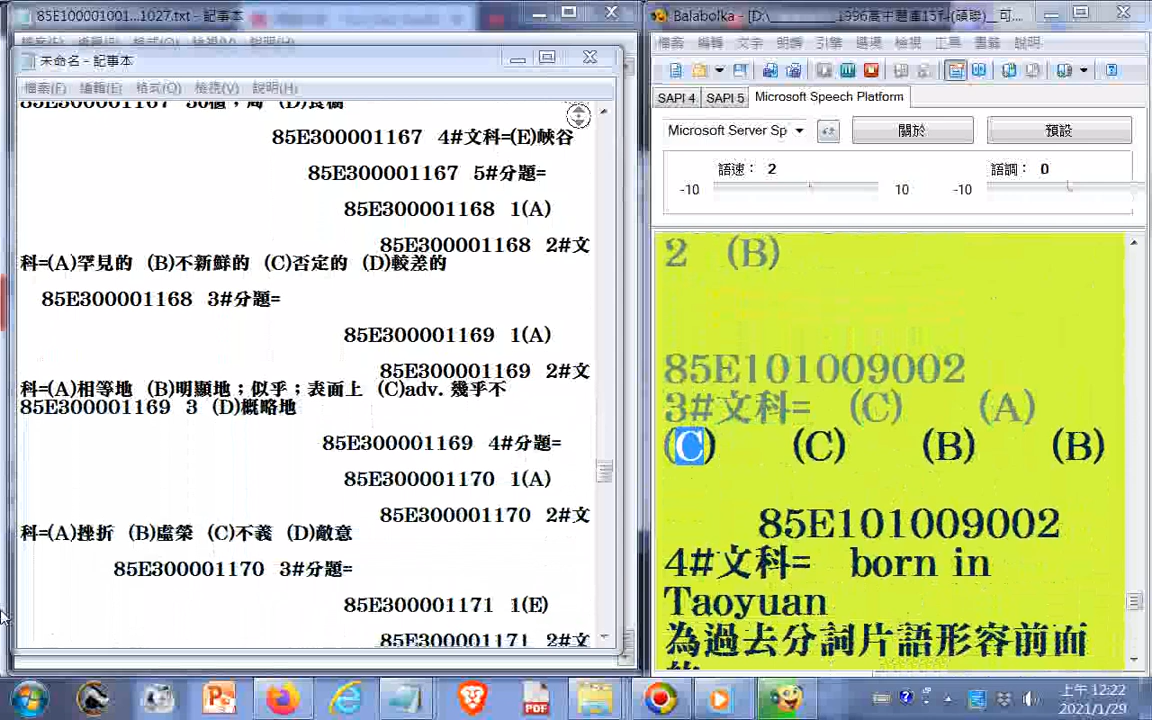 85E100001001...1027.txt - 記事本
未命名 - 記事本
檔案(F) 編輯(E) 格式(O) 檢視(V) 說明(H)
85E300001167 4#文科=(E)峽谷
85E300001167 5#分題=
85E300001168 1(A)
85E300001168 2#文
科=(A)罕見的 (B)不新鮮的 (C)否定的 (D)較差的
85E300001168 3#分題=
85E300001169 1(A)
85E300001169 2#文
科=(A)相等地 (B)明顯地；似乎；表面上 (C)adv. 幾乎不
85E300001169 3 (D)概略地
85E300001169 4#分題=
85E300001170 1(A)
85E300001170 2#文
科=(A)挫折 (B)虛榮 (C)不義 (D)敵意
85E300001170 3#分題=
85E300001171 1(E)
85E300001171 2#文
Balabolka - [D:\
檔案 編輯 文字 朗讀 引擎 選項 檢視 工具 書籤 說明
SAPI 4 SAPI 5 Microsoft Speech Platform
Microsoft Server Sp 關於 預設
語速： 2 語調： 0
-10 10 -10
2 (B)
85E101009002
3#文科= (C) (A)
(C) (C) (B) (B)
85E101009002
4#文科= born in
Taoyuan
為過去分詞片語形容前面
上午 12:22
2021/1/29